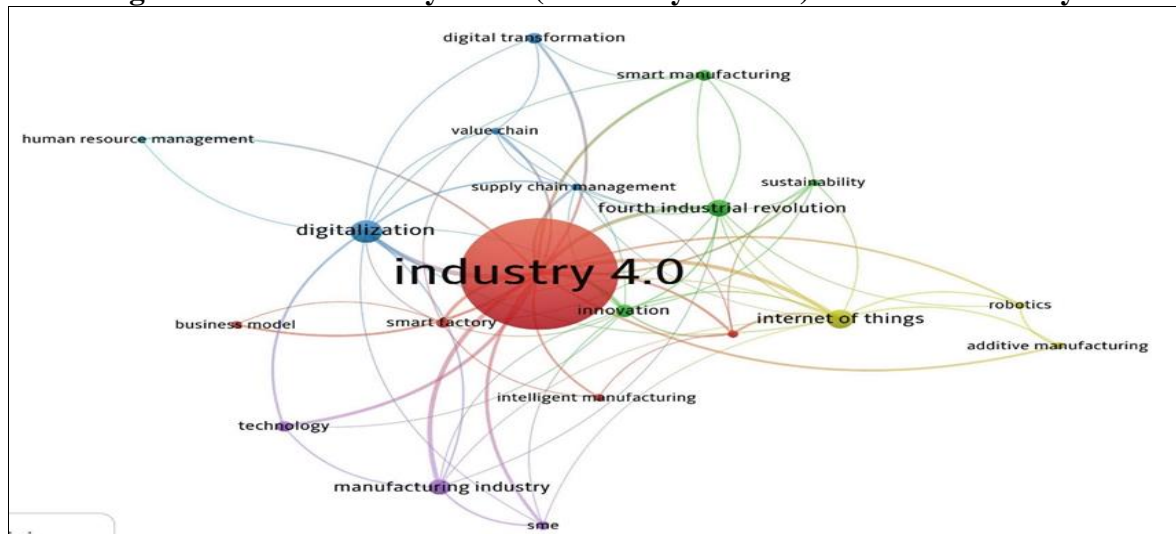 digital transformation
smart manufacturing
value chain
human resource management
supply chain management
sustainability
fourth industrial revolution
digitalization
industry 4.0
innovation
internet of things
robotics
business model
smart factory
additive manufacturing
intelligent manufacturing
technology
manufacturing industry
sme